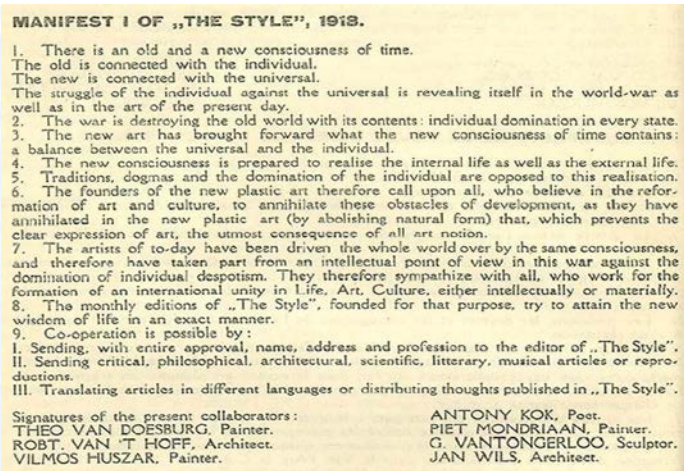 MANIFEST I OF „THE STYLE”, 1918.
1. There is an old and a new consciousness of time.
The old is connected with the individual.
The new is connected with the universal.
The struggle of the individual against the universal is revealing itself in the world-war as
well as in the art of the present day.
2. The war is destroying the old world with its contents: individual domination in every state.
3. The new art has brought forward what the new consciousness of time contains:
a balance between the universal and the individual.
4. The new consciousness is prepared to realise the internal life as well as the external life.
5. Traditions, dogmas and the domination of the individual are opposed to this realisation.
6. The founders of the new plastic art therefore call upon all, who believe in the refor-
mation of art and culture, to annihilate these obstacles of development, as they have
annihilated in the new plastic art (by abolishing natural form) that, which prevents the
clear expression of art, the utmost consequence of all art notion.
7. The artists of to-day have been driven the whole world over by the same consciousness,
and therefore have taken part from an intellectual point of view in this war against the
domination of individual despotism. They therefore sympathize with all, who work for the
formation of an international unity in Life, Art, Culture, either intellectually or materially.
8. The monthly editions of „The Style”, founded for that purpose, try to attain the new
wisdom of life in an exact manner.
9. Co-operation is possible by:
I. Sending, with entire approval, name, address and profession to the editor of „The Style”.
II. Sending critical, philosophical, architectural, scientific, litterary, musical articles or repro-
ductions.
III. Translating articles in different languages or distributing thoughts published in „The Style”.
Signatures of the present collaborators:
THEO VAN DOESBURG, Painter.
ROBT. VAN 'T HOFF, Architect.
VILMOS HUSZAR, Painter.
ANTONY KOK, Poet.
PIET MONDRIAAN, Painter.
G. VANTONGERLOO, Sculptor.
JAN WILS, Architect.